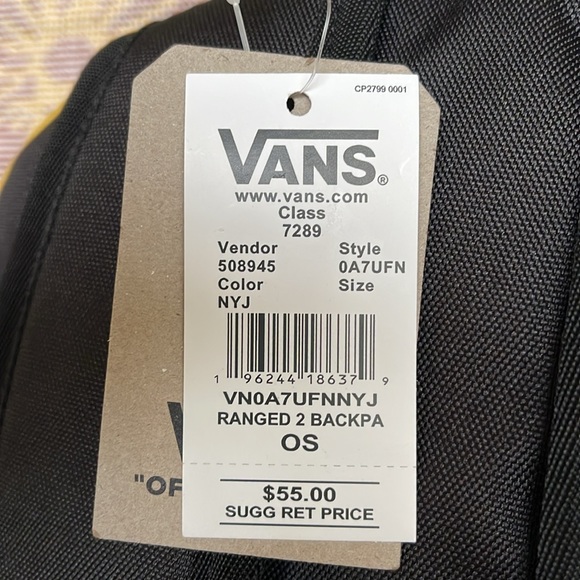 CP2799 0001
VANS®
www.vans.com
Class
7289
Vendor Style
508945 0A7UFN
Color Size
NYJ
1 96244 18637 9
VN0A7UFNNYJ
RANGED 2 BACKPA
OS
$55.00
SUGG RET PRICE
"OF